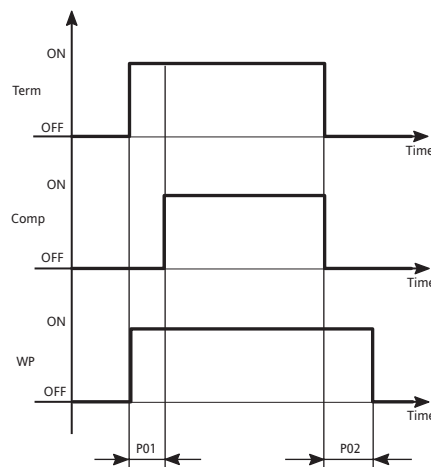 ON
Term
OFF
Time
ON
Comp
OFF
Time
ON
WP
OFF
Time
P01
P02